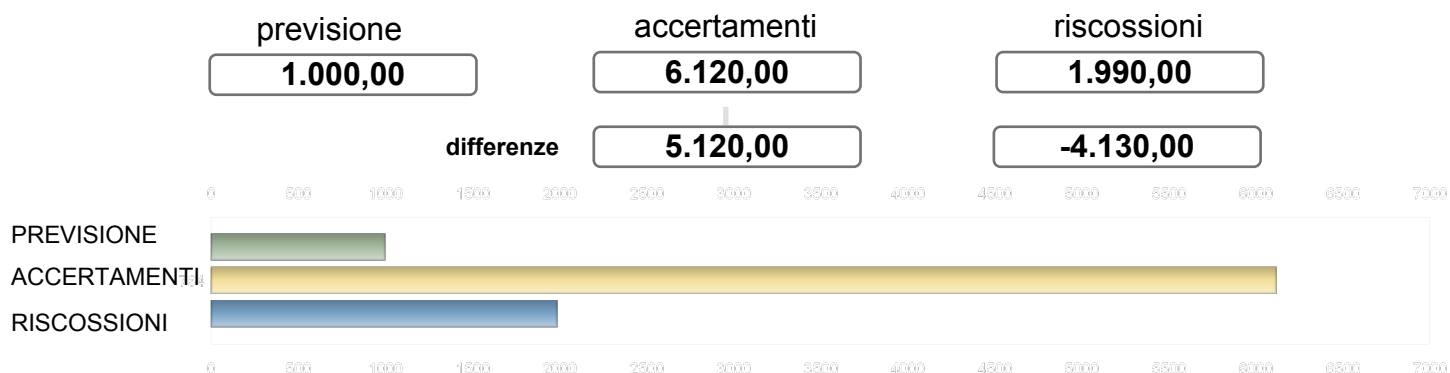 previsione accertamenti riscossioni
1.000,00 6.120,00 1.990,00
differenze 5.120,00 -4.130,00
0 500 1000 1500 2000 2500 3000 3500 4000 4500 5000 5500 6000 6500 7000
PREVISIONE
ACCERTAMENTI
RISCOSSIONI
0 500 1000 1500 2000 2500 3000 3500 4000 4500 5000 5500 6000 6500 7000